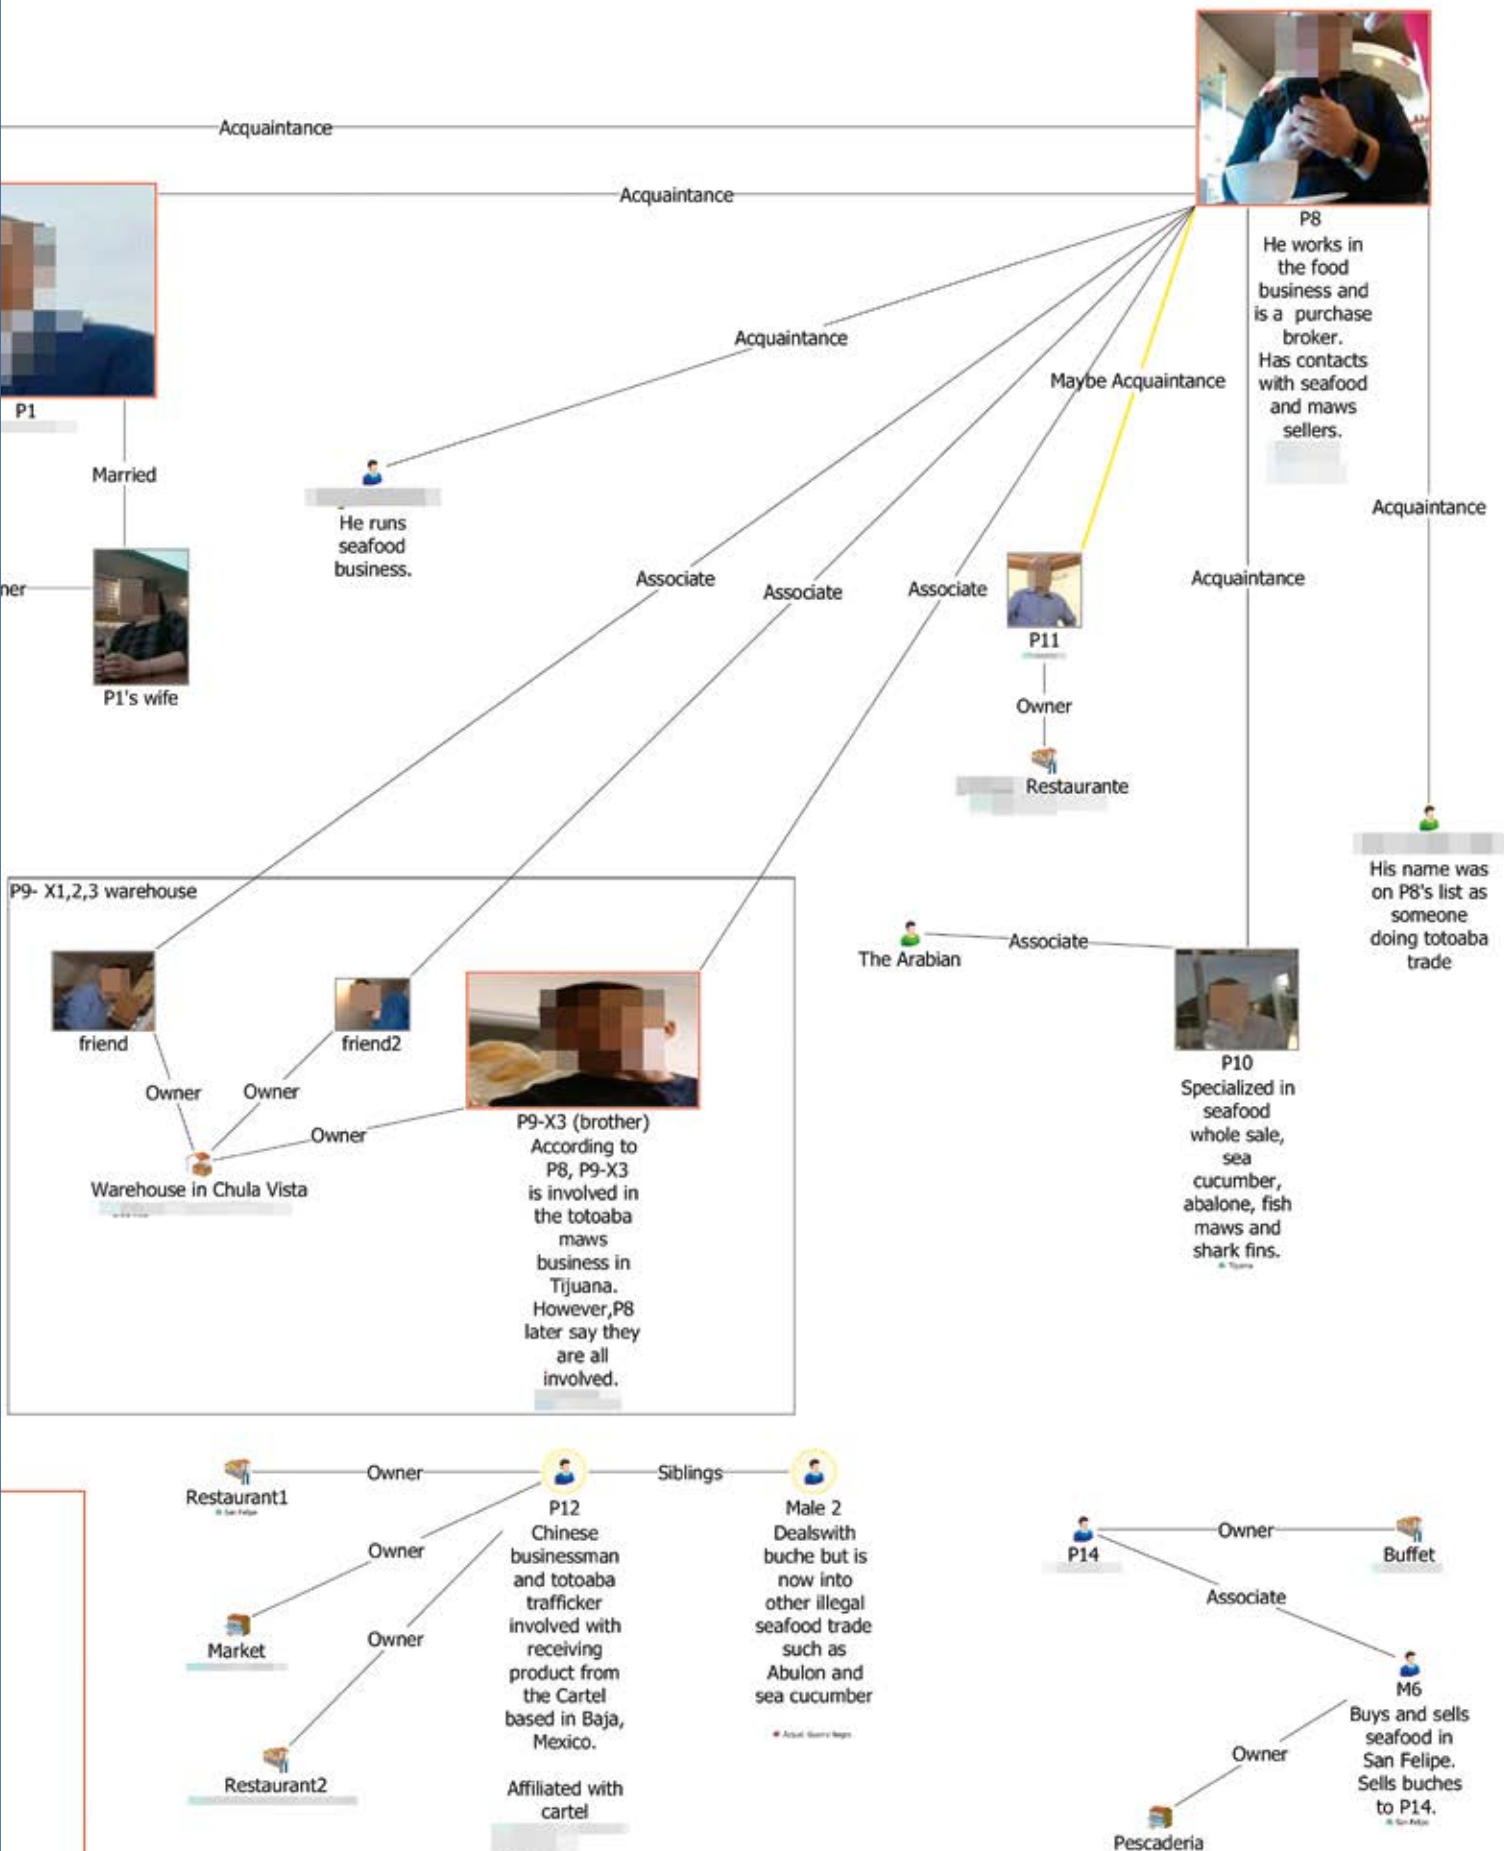 Acquaintance
Acquaintance
P8
He works in
the food
business and
is a purchase
broker.
Has contacts
with seafood
and maws
sellers.
P1
Married
ner
P1's wife
Acquaintance
He runs
seafood
business.
Maybe Acquaintance
Associate
Associate
Associate
P11
Owner
Restaurante
Acquaintance
Acquaintance
His name was
on P8's list as
someone
doing totoaba
trade
The Arabian
Associate
P10
Specialized in
seafood
whole sale,
sea
cucumber,
abalone, fish
maws and
shark fins.
Tijuana
P9- X1,2,3 warehouse
friend
friend2
Owner
Owner
Owner
Warehouse in Chula Vista
P9-X3 (brother)
According to
P8, P9-X3
is involved in
the totoaba
maws
business in
Tijuana.
However,P8
later say they
are all
involved.
Restaurant1
San Felipe
Owner
Siblings
Owner
Market
Owner
Restaurant2
P12
Chinese
businessman
and totoaba
trafficker
involved with
receiving
product from
the Cartel
based in Baja,
Mexico.
Affiliated with
cartel
Male 2
Dealswith
buche but is
now into
other illegal
seafood trade
such as
Abulon and
sea cucumber
P14
Owner
Buffet
Associate
M6
Buys and sells
seafood in
San Felipe.
Sells buches
to P14.
San Felipe
Owner
Pescaderia